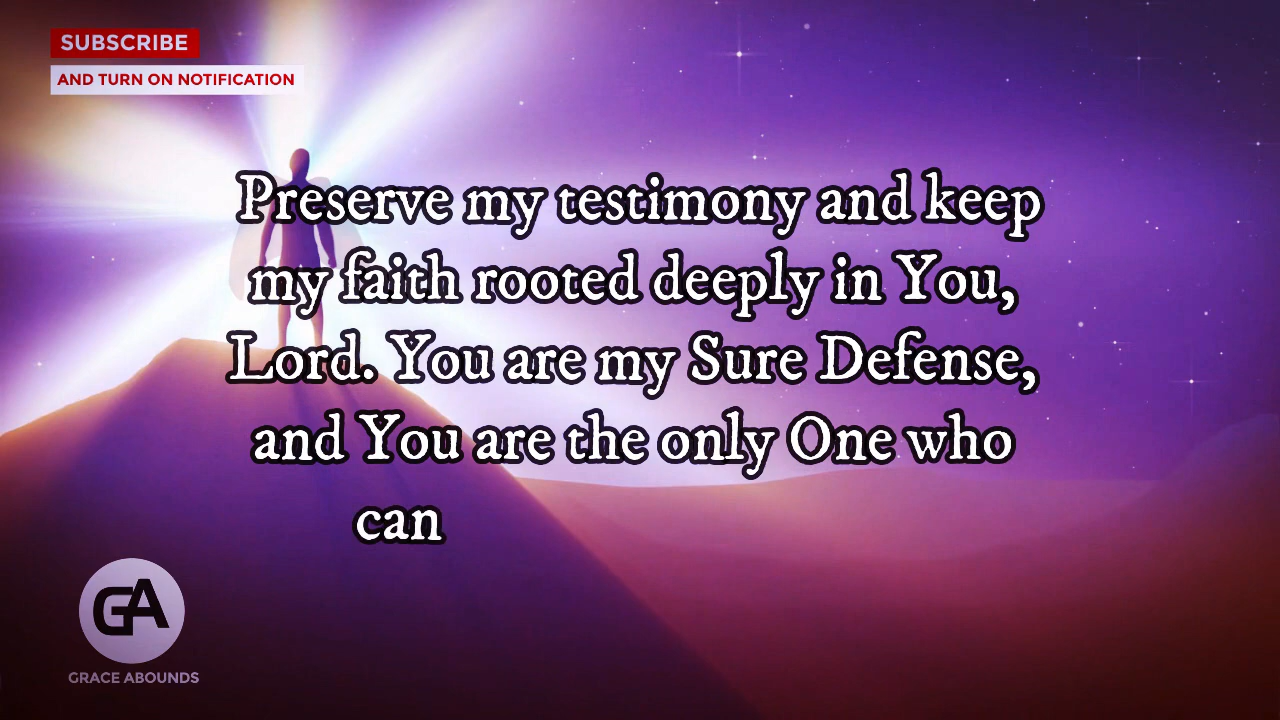 SUBSCRIBE
AND TURN ON NOTIFICATION
Preserve my testimony and keep
my faith rooted deeply in You,
Lord. You are my Sure Defense,
and You are the only One who
can
GA
GRACE ABOUNDS